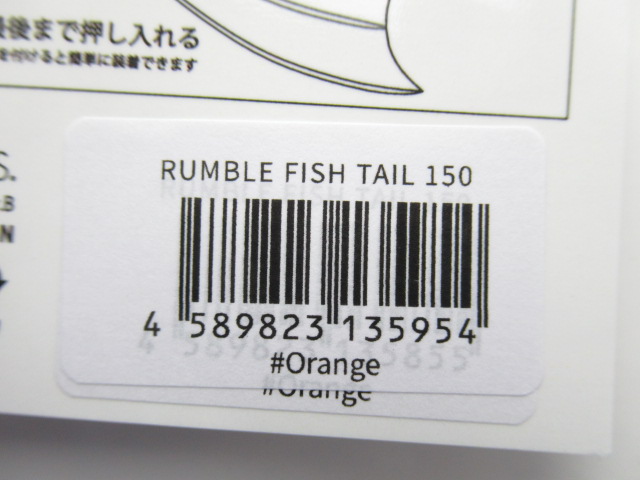 最後まで押し入れる
を付けると簡単に装着できます
S.
.B
N
RUMBLE FISH TAIL 150
4 589823 135954
#Orange
#Orange